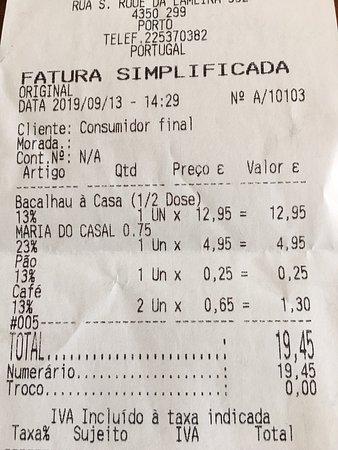 RUA S. ROQUE DA LAMEIRA
4350 299
PORTO
TELEF.225370382
PORTUGAL
FATURA SIMPLIFICADA
ORIGINAL
DATA 2019/09/13 - 14:29 Nº A/10103
Cliente: Consumidor final
Morada.:
Cont.Nº: N/A
Artigo Qtd Preço ε Valor ε
Bacalhau à Casa (1/2 Dose)
13% 1 UN x 12,95 = 12,95
MARIA DO CASAL 0.75
23% 1 Un x 4,95 = 4,95
Pão
13% 1 Un x 0,25 = 0,25
Café
13% 2 Un x 0,65 = 1,30
#005
TOTAL......................: 19,45
Numerário..................: 19,45
Troco......................: 0,00
IVA Incluído à taxa indicada
Taxa% Sujeito IVA Total